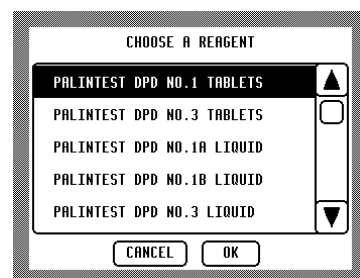 CHOOSE A REAGENT
PALINTEST DPD NO.1 TABLETS
PALINTEST DPD NO.3 TABLETS
PALINTEST DPD NO.1A LIQUID
PALINTEST DPD NO.1B LIQUID
PALINTEST DPD NO.3 LIQUID
CANCEL OK